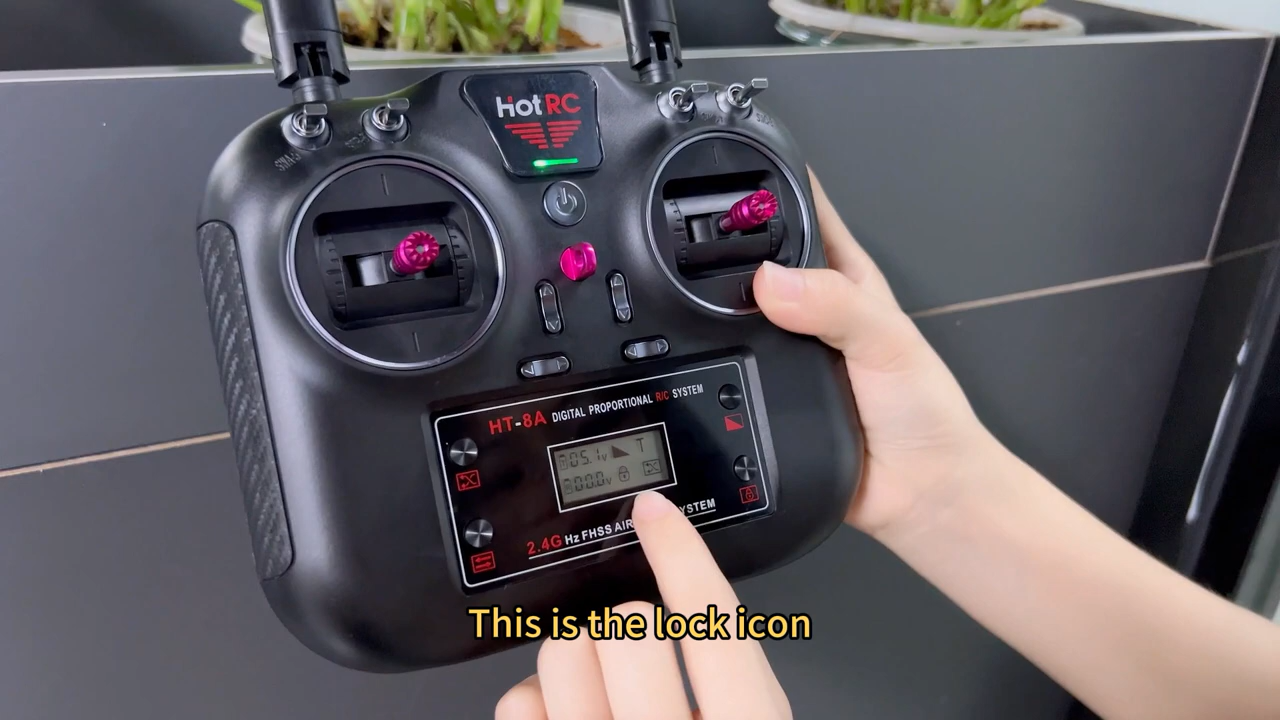 HotRC
HT-8A DIGITAL PROPORTIONAL R/C SYSTEM
05.1v T
00.0v
2.4G Hz FHSS AIR
YSTEM
This is the lock icon